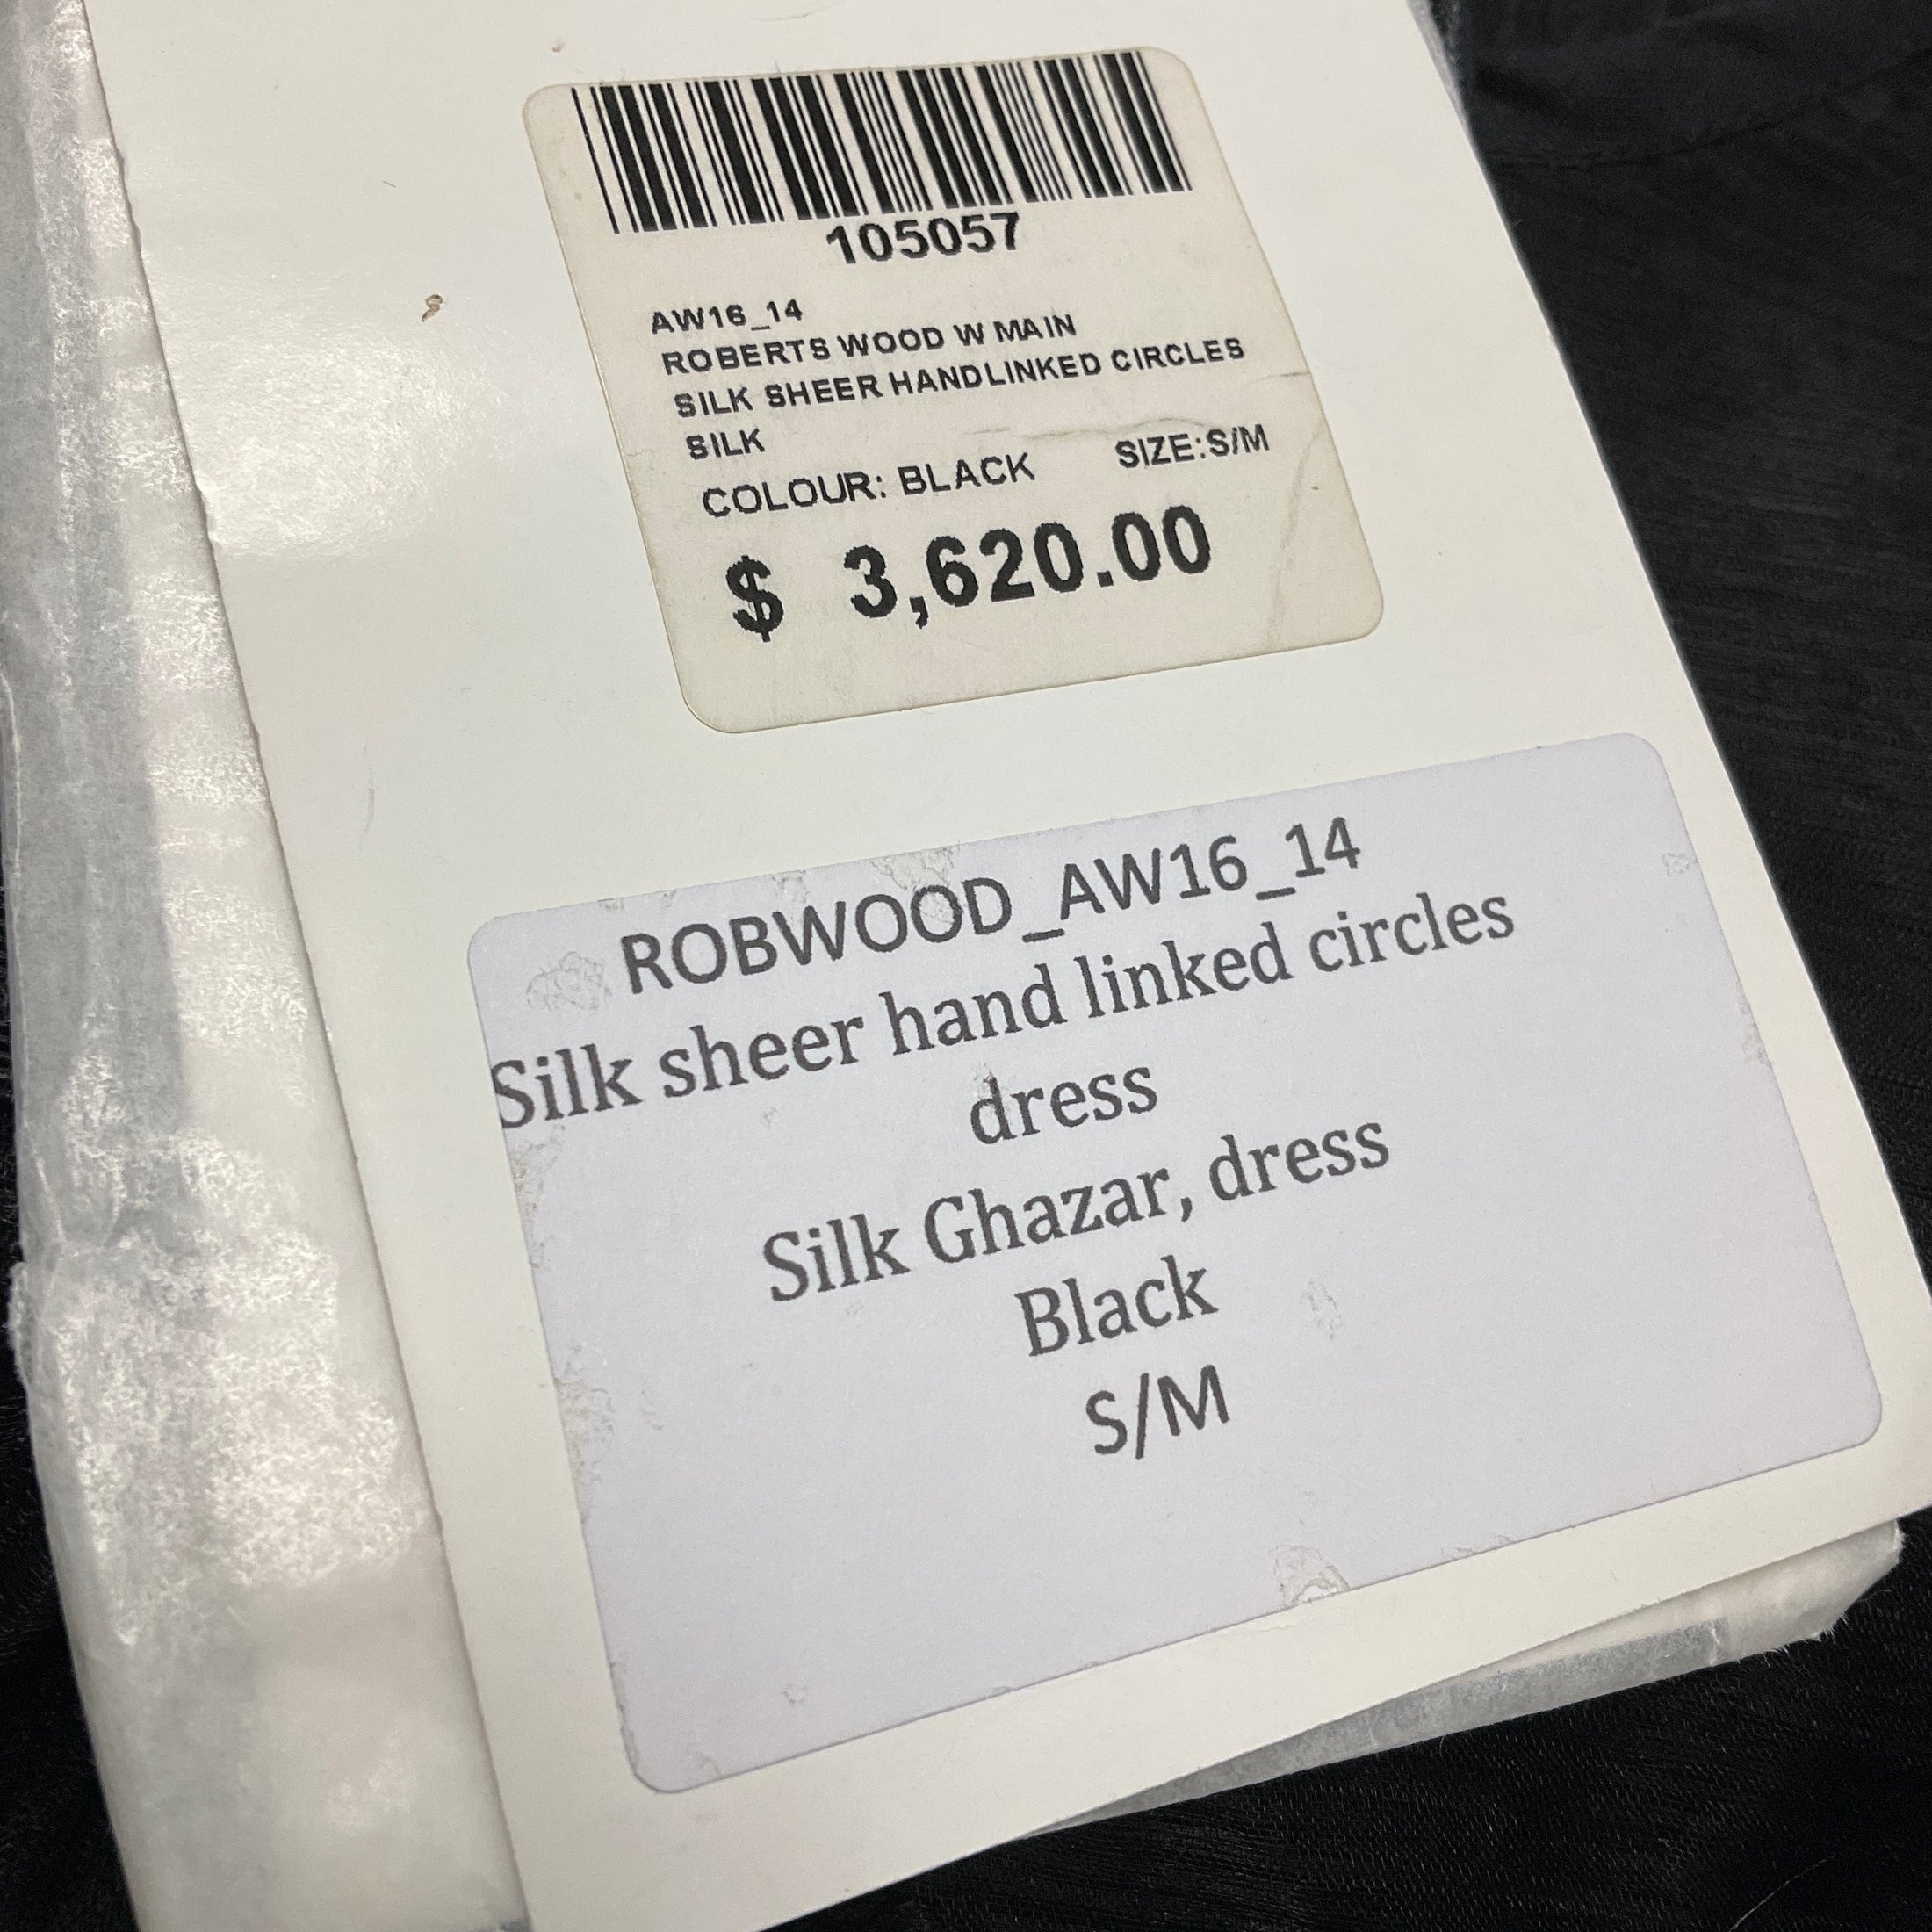 105057
AW16_14
ROBERTS WOOD W MAIN
SILK SHEER HANDLINKED CIRCLES
SILK
COLOUR: BLACK SIZE:S/M
$ 3,620.00
ROBWOOD_AW16_14
Silk sheer hand linked circles
dress
Silk Ghazar, dress
Black
S/M